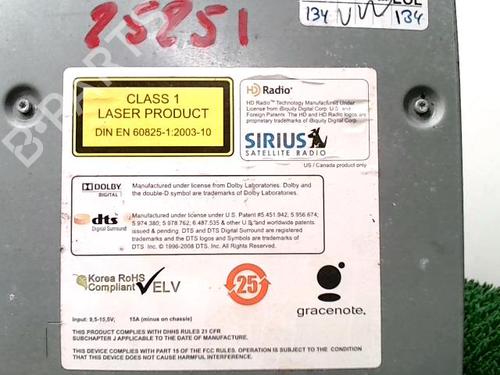 25251
134
134
CLASS 1
LASER PRODUCT
DIN EN 60825-1:2003-10
HD Radio
HD Radio™ Technology Manufactured Under
License from iBiquity Digital Corp. U.S. and
Foreign Patents. The HD and HD Radio logos are
proprietary trademarks of iBiquity Digital Corp.
SIRIUS
SATELLITE RADIO
US / Canada product only
DOLBY
DIGITAL
Manufactured under license from Dolby Laboratories. Dolby and
the double-D symbol are trademark of Dolby Laboratories.
dts
Digital Surround
Manufactured under license under U.S. Patent #5.451.942; 5.956.674;
5.974.380; 5.978.762; 6.487.535 & other U.S. and worldwide patents
issued & pending. DTS and DTS Digital Surround are registered
trademarks and the DTS logos and Symbols are trademarks of DTS,
Inc. © 1996-2008 DTS, Inc. All Rights Reserved.
Korea RoHS
Compliant
ELV
25
gracenote.
Input: 9,5-15,5V, 15A (minus on chassis)
THIS PRODUCT COMPLIES WITH DHHS RULES 21 CFR
SUBCHAPTER J APPLICABLE TO THE DATE OF MANUFACTURE.
THIS DEVICE COMPLIES WITH PART 15 OF THE FCC RULES. OPERATION IS SUBJECT TO THE CONDITION
THAT THIS DEVICE DOES NOT CAUSE HARMFUL INTERFERENCE.